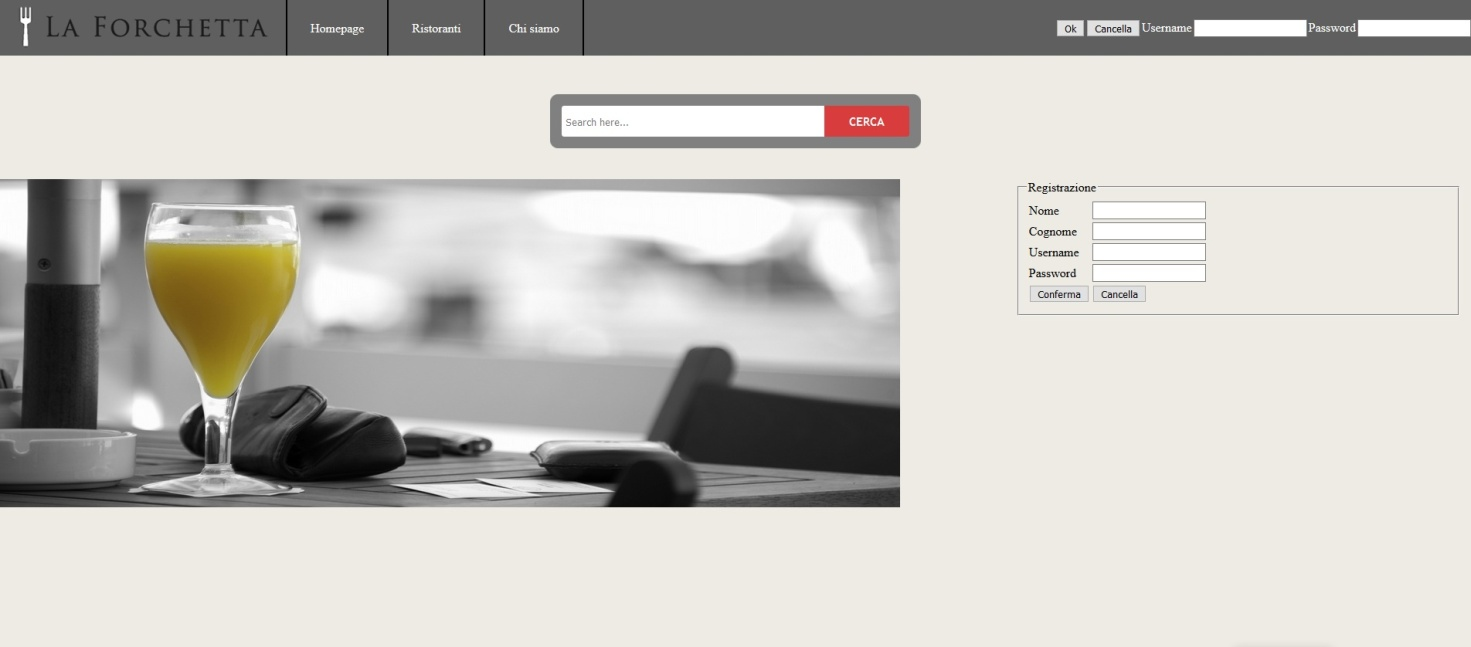 LA FORCHETTA Homepage Ristoranti Chi siamo Ok Cancella Username Password
Search here... CERCA
Registrazione
Nome
Cognome
Username
Password
Conferma Cancella